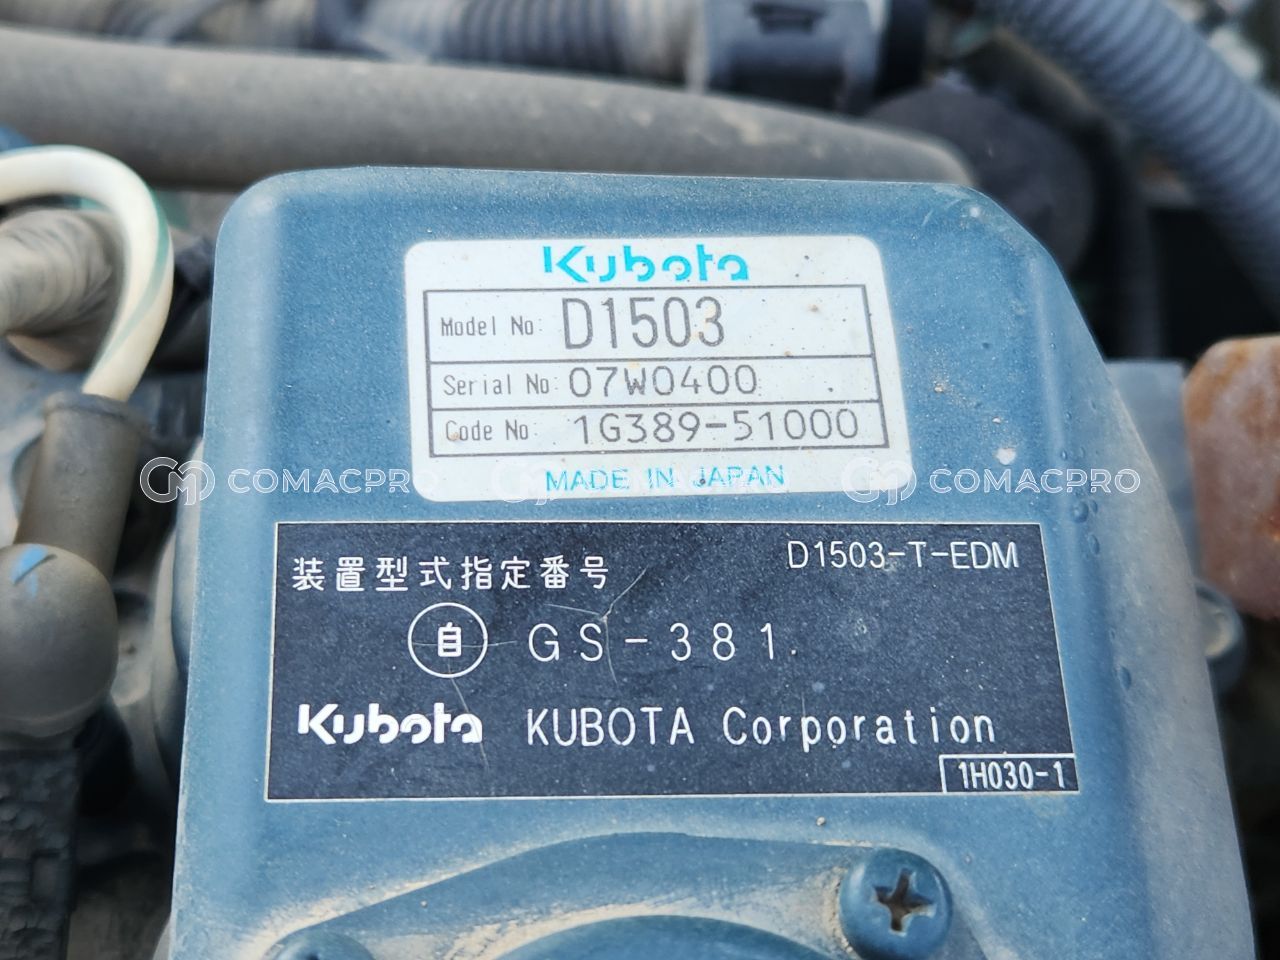 Kubota
Model No: D1503
Serial No: 07W0400
Code No: 1G389-51000
MADE IN JAPAN
COMACPRO COMACPRO
装置型式指定番号 D1503-T-EDM
自 GS-381
Kubota KUBOTA Corporation
1H030-1